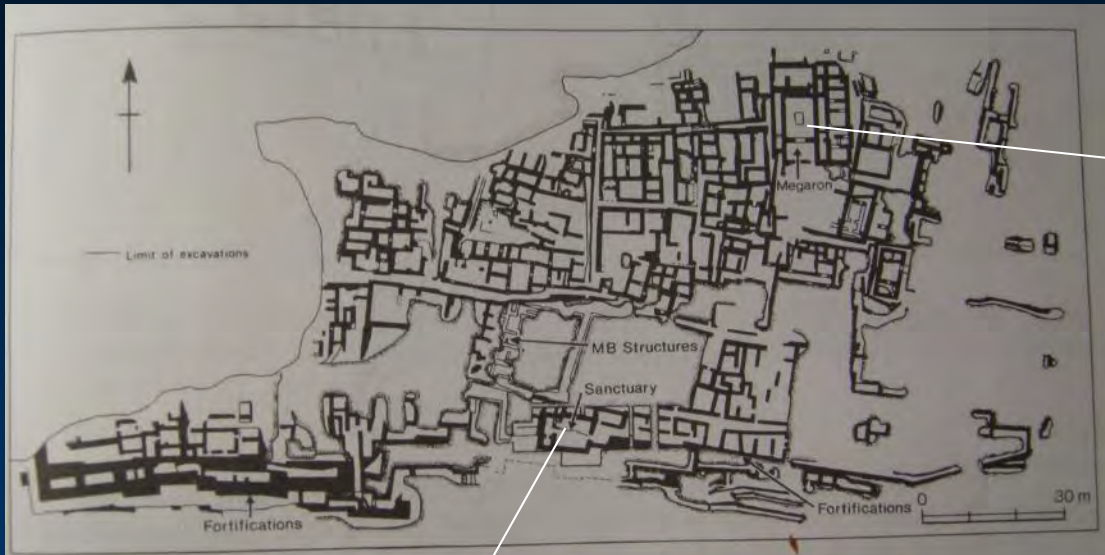 Megaron
Limit of excavations
MB Structures
Sanctuary
Fortifications
Fortifications
0 30 m